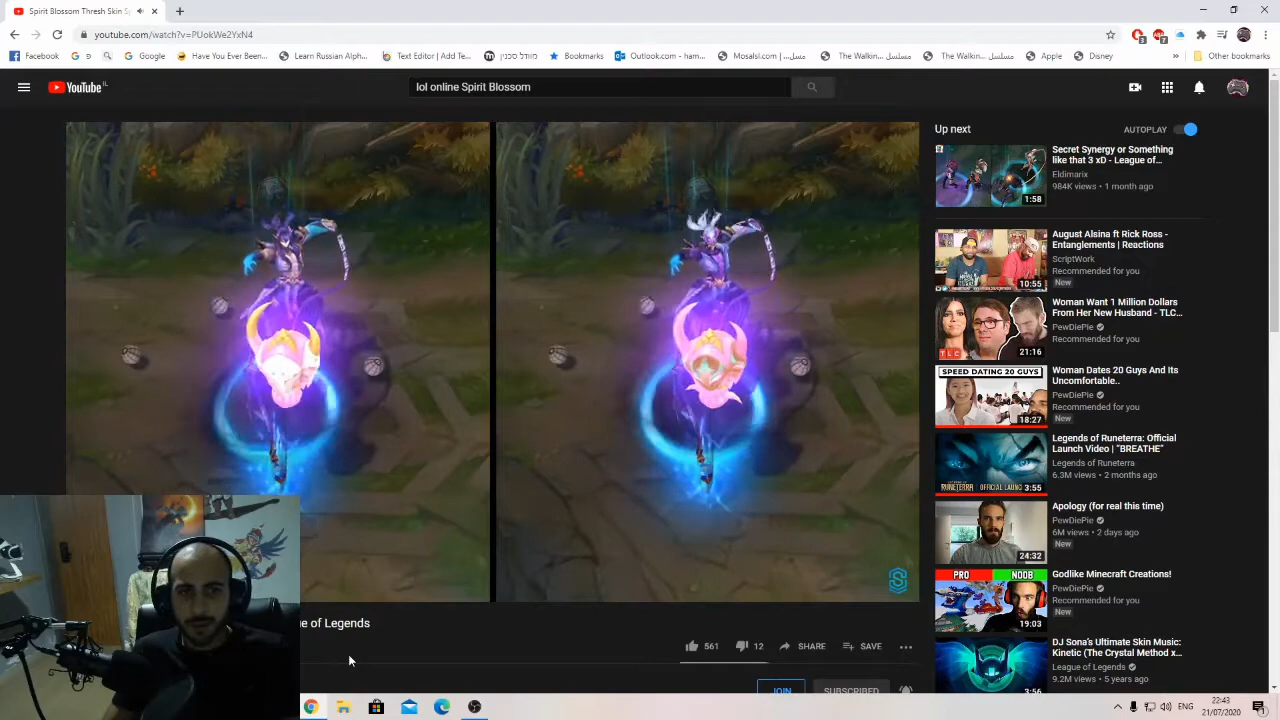 Spirit Blossom Thresh Skin Sp
youtube.com/watch?v=PUokWe2YxN4
3
7
Facebook
ס G
Google
Have You Ever Been...
Learn Russian Alph...
Text Editor | Add Te...
Bookmarks
Outlook.com - ham...
Mosalsl.com | ...مسل
The Walkin... مسلسل
The Walkin... مسلسل
Apple
Disney
»
Other bookmarks
YouTube IL
lol online Spirit Blossom
Up next
AUTOPLAY
Secret Synergy or Something
like that 3 xD - League of...
Eldimarix
984K views • 1 month ago
1:58
August Alsina ft Rick Ross -
Entanglements | Reactions
ScriptWork
Recommended for you
New
10:55
Woman Want 1 Million Dollars
From Her New Husband - TLC...
PewDiePie
Recommended for you
TLC
21:16
SPEED DATING 20 GUYS
Woman Dates 20 Guys And Its
Uncomfortable..
PewDiePie
Recommended for you
New
18:27
Legends of Runeterra: Official
Launch Video | "BREATHE"
Legends of Runeterra
6.3M views • 2 months ago
RUNETERRA OFFICIAL LAUNC
3:55
Apology (for real this time)
PewDiePie
6M views • 2 days ago
New
24:32
PRO NOOB
Godlike Minecraft Creations!
PewDiePie
Recommended for you
New
19:03
DJ Sona's Ultimate Skin Music:
Kinetic (The Crystal Method x...
League of Legends
9.2M views • 5 years ago
3:56
ue of Legends
561
12
SHARE
SAVE
JOIN
SUBSCRIBED
ENG
22:43
21/07/2020
1